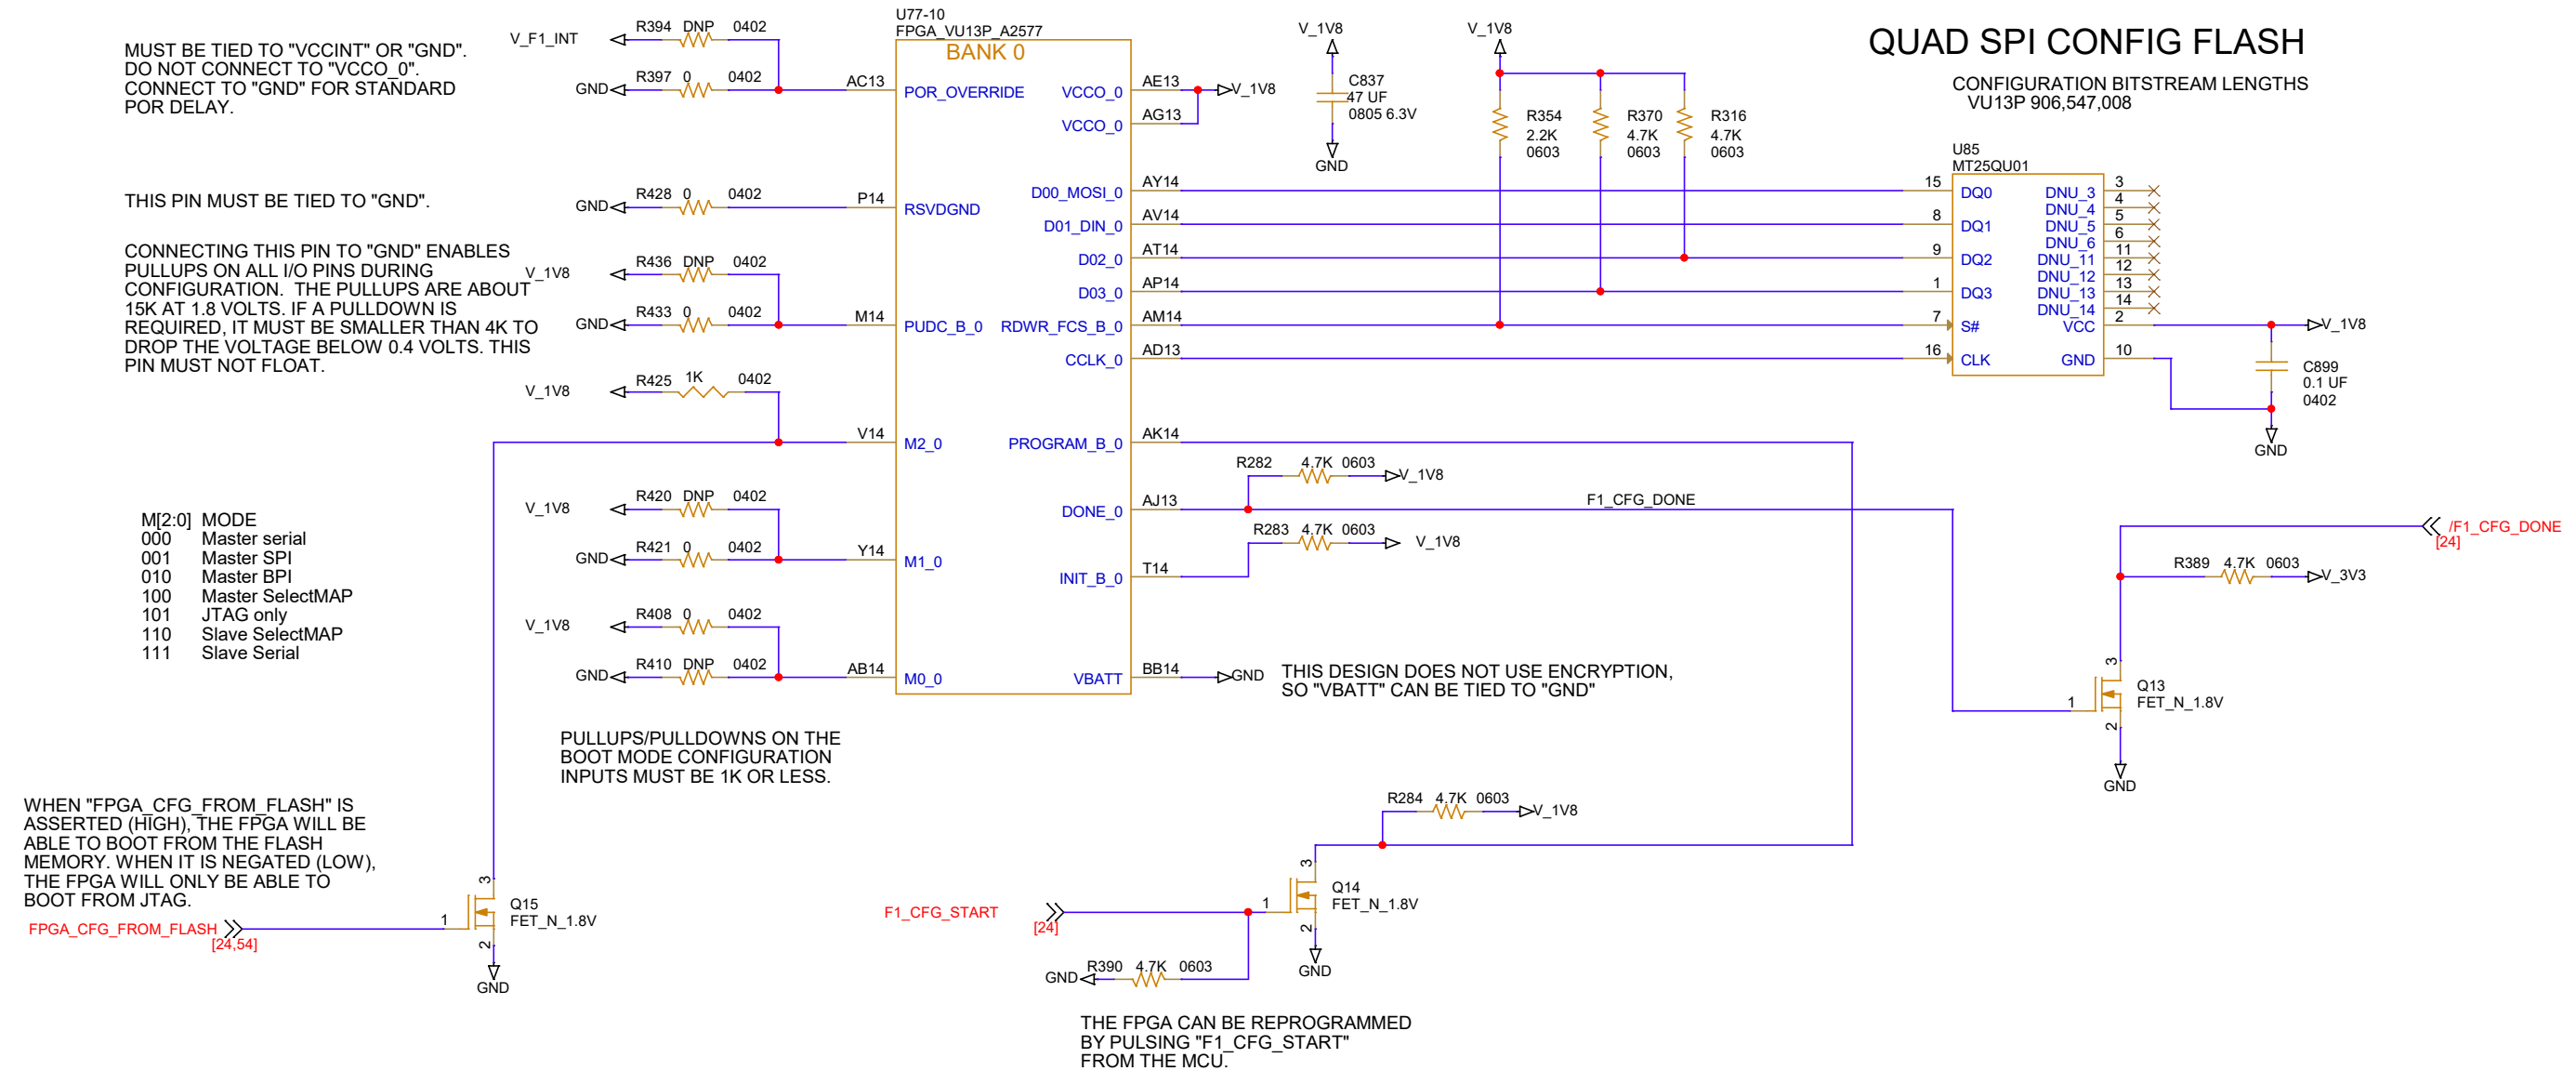 QUAD SPI CONFIG FLASH
CONFIGURATION BITSTREAM LENGTHS
VU13P 906,547,008
MUST BE TIED TO "VCCINT" OR "GND".
DO NOT CONNECT TO "VCCO_0".
CONNECT TO "GND" FOR STANDARD
POR DELAY.
V_F1_INT
R394 DNP 0402
GND
R397 0 0402
THIS PIN MUST BE TIED TO "GND".
GND
R428 0 0402
CONNECTING THIS PIN TO "GND" ENABLES
PULLUPS ON ALL I/O PINS DURING
CONFIGURATION. THE PULLUPS ARE ABOUT
15K AT 1.8 VOLTS. IF A PULLDOWN IS
REQUIRED, IT MUST BE SMALLER THAN 4K TO
DROP THE VOLTAGE BELOW 0.4 VOLTS. THIS
PIN MUST NOT FLOAT.
V_1V8
R436 DNP 0402
GND
R433 0 0402
V_1V8
R425 1K 0402
V_1V8
R420 DNP 0402
GND
R421 0 0402
V_1V8
R408 0 0402
GND
R410 DNP 0402
M[2:0] MODE
000 Master serial
001 Master SPI
010 Master BPI
100 Master SelectMAP
101 JTAG only
110 Slave SelectMAP
111 Slave Serial
PULLUPS/PULLDOWNS ON THE
BOOT MODE CONFIGURATION
INPUTS MUST BE 1K OR LESS.
WHEN "FPGA_CFG_FROM_FLASH" IS
ASSERTED (HIGH), THE FPGA WILL BE
ABLE TO BOOT FROM THE FLASH
MEMORY. WHEN IT IS NEGATED (LOW),
THE FPGA WILL ONLY BE ABLE TO
BOOT FROM JTAG.
FPGA_CFG_FROM_FLASH
[24,54]
1
3
2
Q15
FET_N_1.8V
GND
U77-10
FPGA_VU13P_A2577
BANK 0
AC13 POR_OVERRIDE
P14 RSVDGND
M14 PUDC_B_0
V14 M2_0
Y14 M1_0
AB14 M0_0
VCCO_0 AE13
V_1V8
VCCO_0 AG13
D00_MOSI_0 AY14
D01_DIN_0 AV14
D02_0 AT14
D03_0 AP14
RDWR_FCS_B_0 AM14
CCLK_0 AD13
PROGRAM_B_0 AK14
DONE_0 AJ13
INIT_B_0 T14
VBATT BB14
GND
THIS DESIGN DOES NOT USE ENCRYPTION,
SO "VBATT" CAN BE TIED TO "GND"
V_1V8
C837
47 UF
0805 6.3V
GND
V_1V8
R354
2.2K
0603
R370
4.7K
0603
R316
4.7K
0603
R282 4.7K 0603
V_1V8
F1_CFG_DONE
R283 4.7K 0603
V_1V8
U85
MT25QU01
15 DQ0
8 DQ1
9 DQ2
1 DQ3
7 S#
16 CLK
DNU_3 3
DNU_4 4
DNU_5 5
DNU_6 6
DNU_11 11
DNU_12 12
DNU_13 13
DNU_14 14
VCC 2
V_1V8
GND 10
C899
0.1 UF
0402
GND
/F1_CFG_DONE
[24]
R389 4.7K 0603
V_3V3
3
1
2
Q13
FET_N_1.8V
GND
R284 4.7K 0603
V_1V8
F1_CFG_START
[24]
1
3
2
Q14
FET_N_1.8V
GND
GND
R390 4.7K 0603
THE FPGA CAN BE REPROGRAMMED
BY PULSING "F1_CFG_START"
FROM THE MCU.